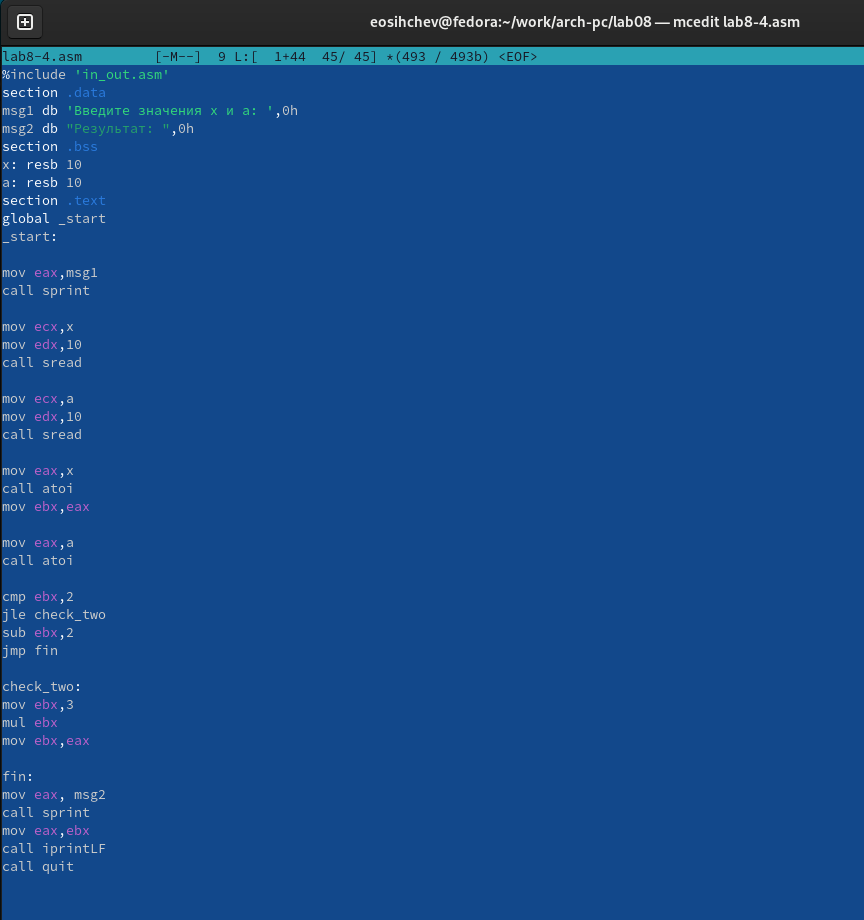 eosihchev@fedora:~/work/arch-pc/lab08 — mcedit lab8-4.asm
lab8-4.asm [-M--] 9 L:[ 1+44 45/ 45] *(493 / 493b) <EOF>
%include 'in_out.asm'
section .data
msg1 db 'Введите значения x и a: ',0h
msg2 db "Результат: ",0h
section .bss
x: resb 10
a: resb 10
section .text
global _start
_start:
mov eax,msg1
call sprint
mov ecx,x
mov edx,10
call sread
mov ecx,a
mov edx,10
call sread
mov eax,x
call atoi
mov ebx,eax
mov eax,a
call atoi
cmp ebx,2
jle check_two
sub ebx,2
jmp fin
check_two:
mov ebx,3
mul ebx
mov ebx,eax
fin:
mov eax, msg2
call sprint
mov eax,ebx
call iprintLF
call quit